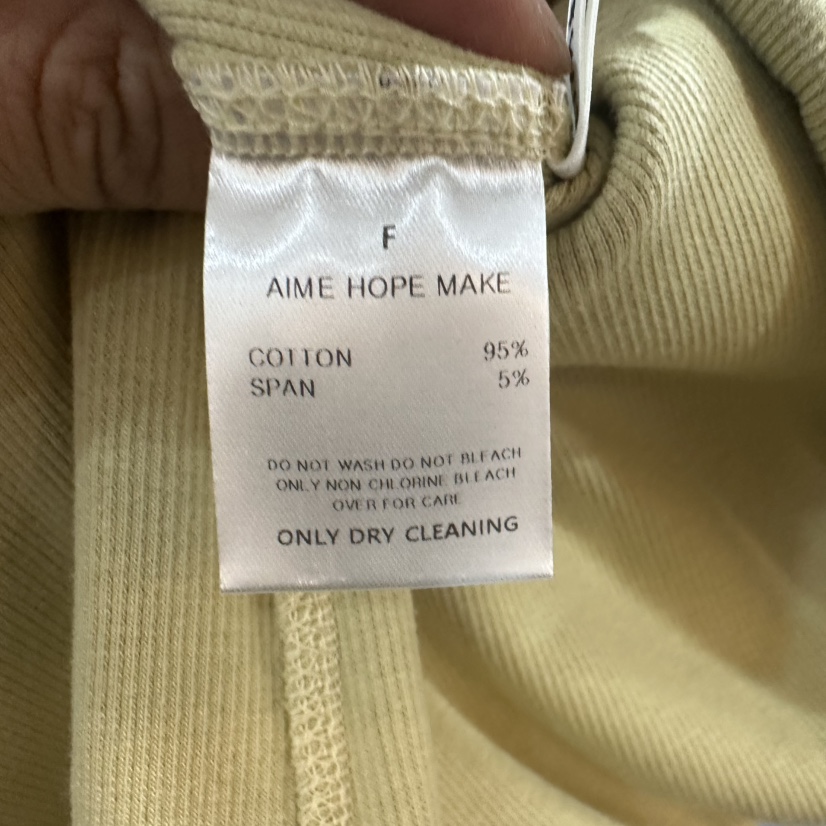 F
AIME HOPE MAKE
COTTON 95%
SPAN 5%
DO NOT WASH DO NOT BLEACH
ONLY NON CHLORINE BLEACH
OVER FOR CARE
ONLY DRY CLEANING